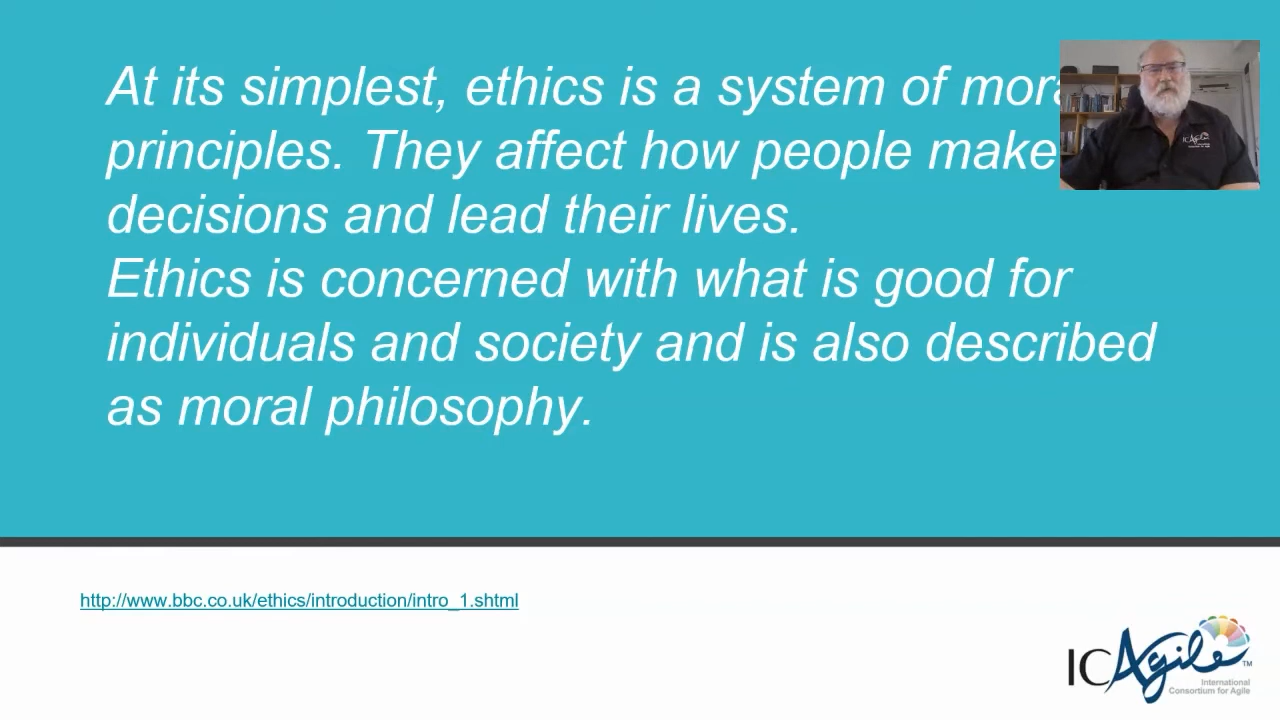 At its simplest, ethics is a system of mora
principles. They affect how people make
decisions and lead their lives.
Ethics is concerned with what is good for
individuals and society and is also described
as moral philosophy.
http://www.bbc.co.uk/ethics/introduction/intro_1.shtml
ICAgile™
International
Consortium for Agile